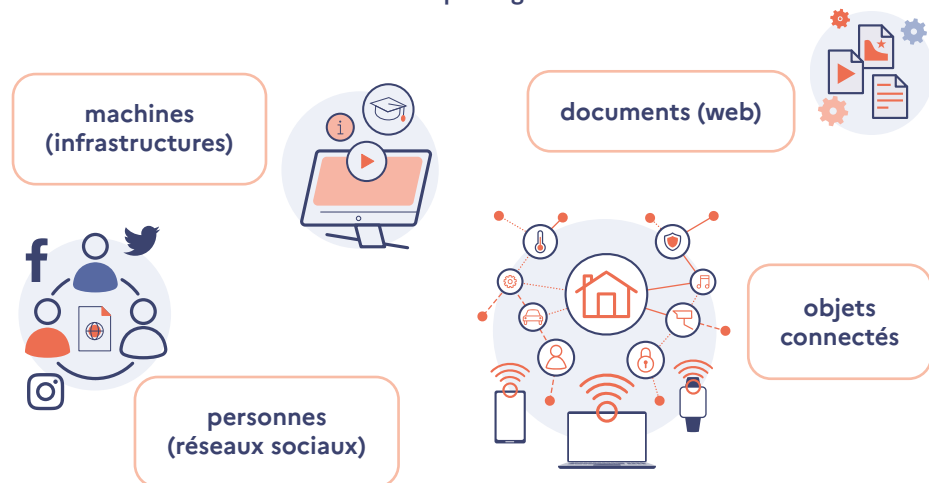 machines
(infrastructures)
documents (web)
i
objets
connectés
personnes
(réseaux sociaux)